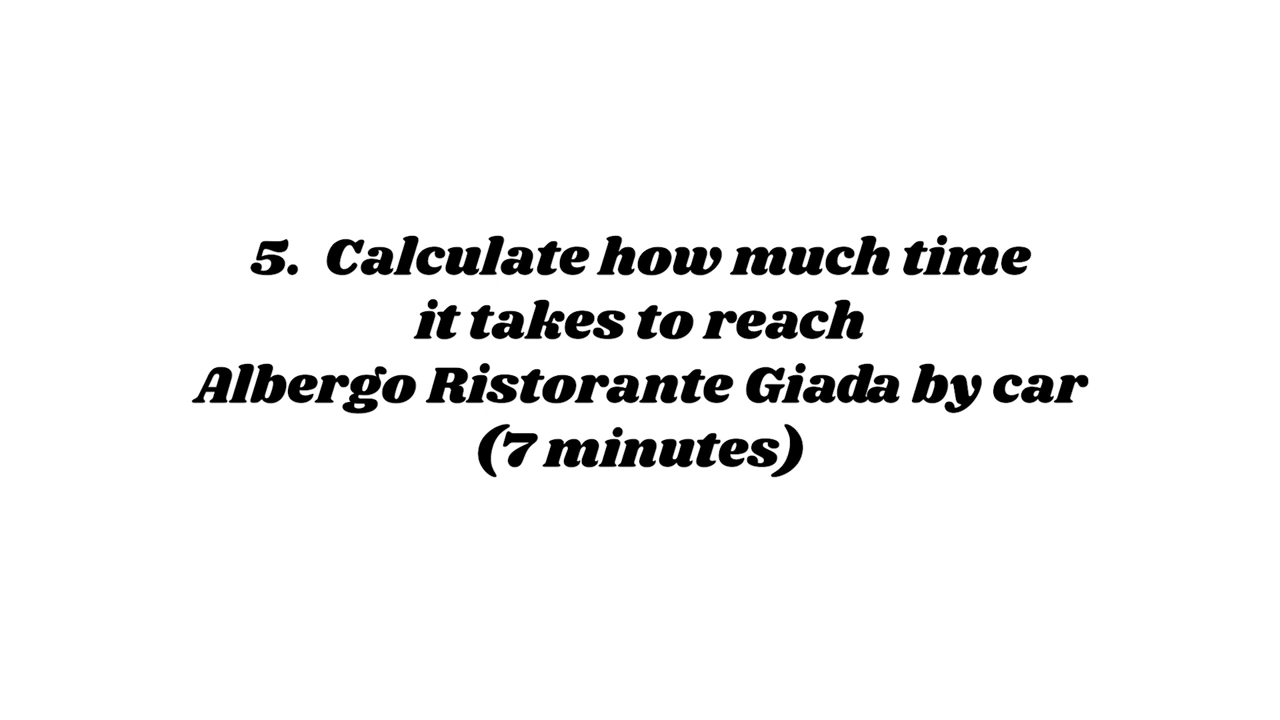 5. Calculate how much time
it takes to reach
Albergo Ristorante Giada by car
(7 minutes)